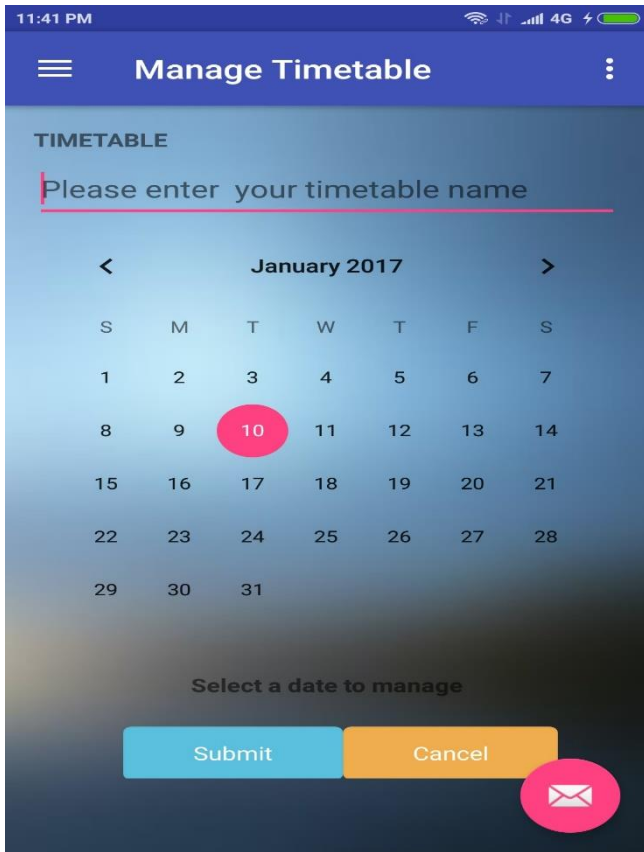 11:41 PM 4G
Manage Timetable
TIMETABLE
Please enter  your timetable name
January 2017
S M T W T F S
1 2 3 4 5 6 7
8 9 10 11 12 13 14
15 16 17 18 19 20 21
22 23 24 25 26 27 28
29 30 31
Select a date to manage
Submit Cancel